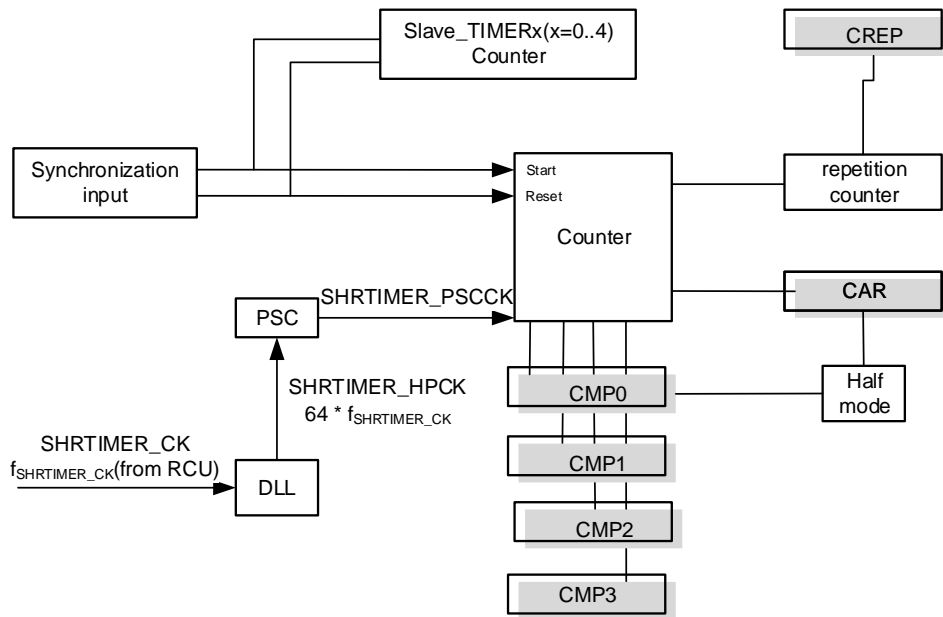 Slave_TIMERx(x=0..4)
Counter
CREP
Synchronization
input
Start
Reset
Counter
repetition
counter
SHRTIMER_PSCCK
PSC
CAR
SHRTIMER_HPCK
64 * fSHRTIMER_CK
CMP0
Half
mode
SHRTIMER_CK
fSHRTIMER_CK(from RCU)
DLL
CMP1
CMP2
CMP3